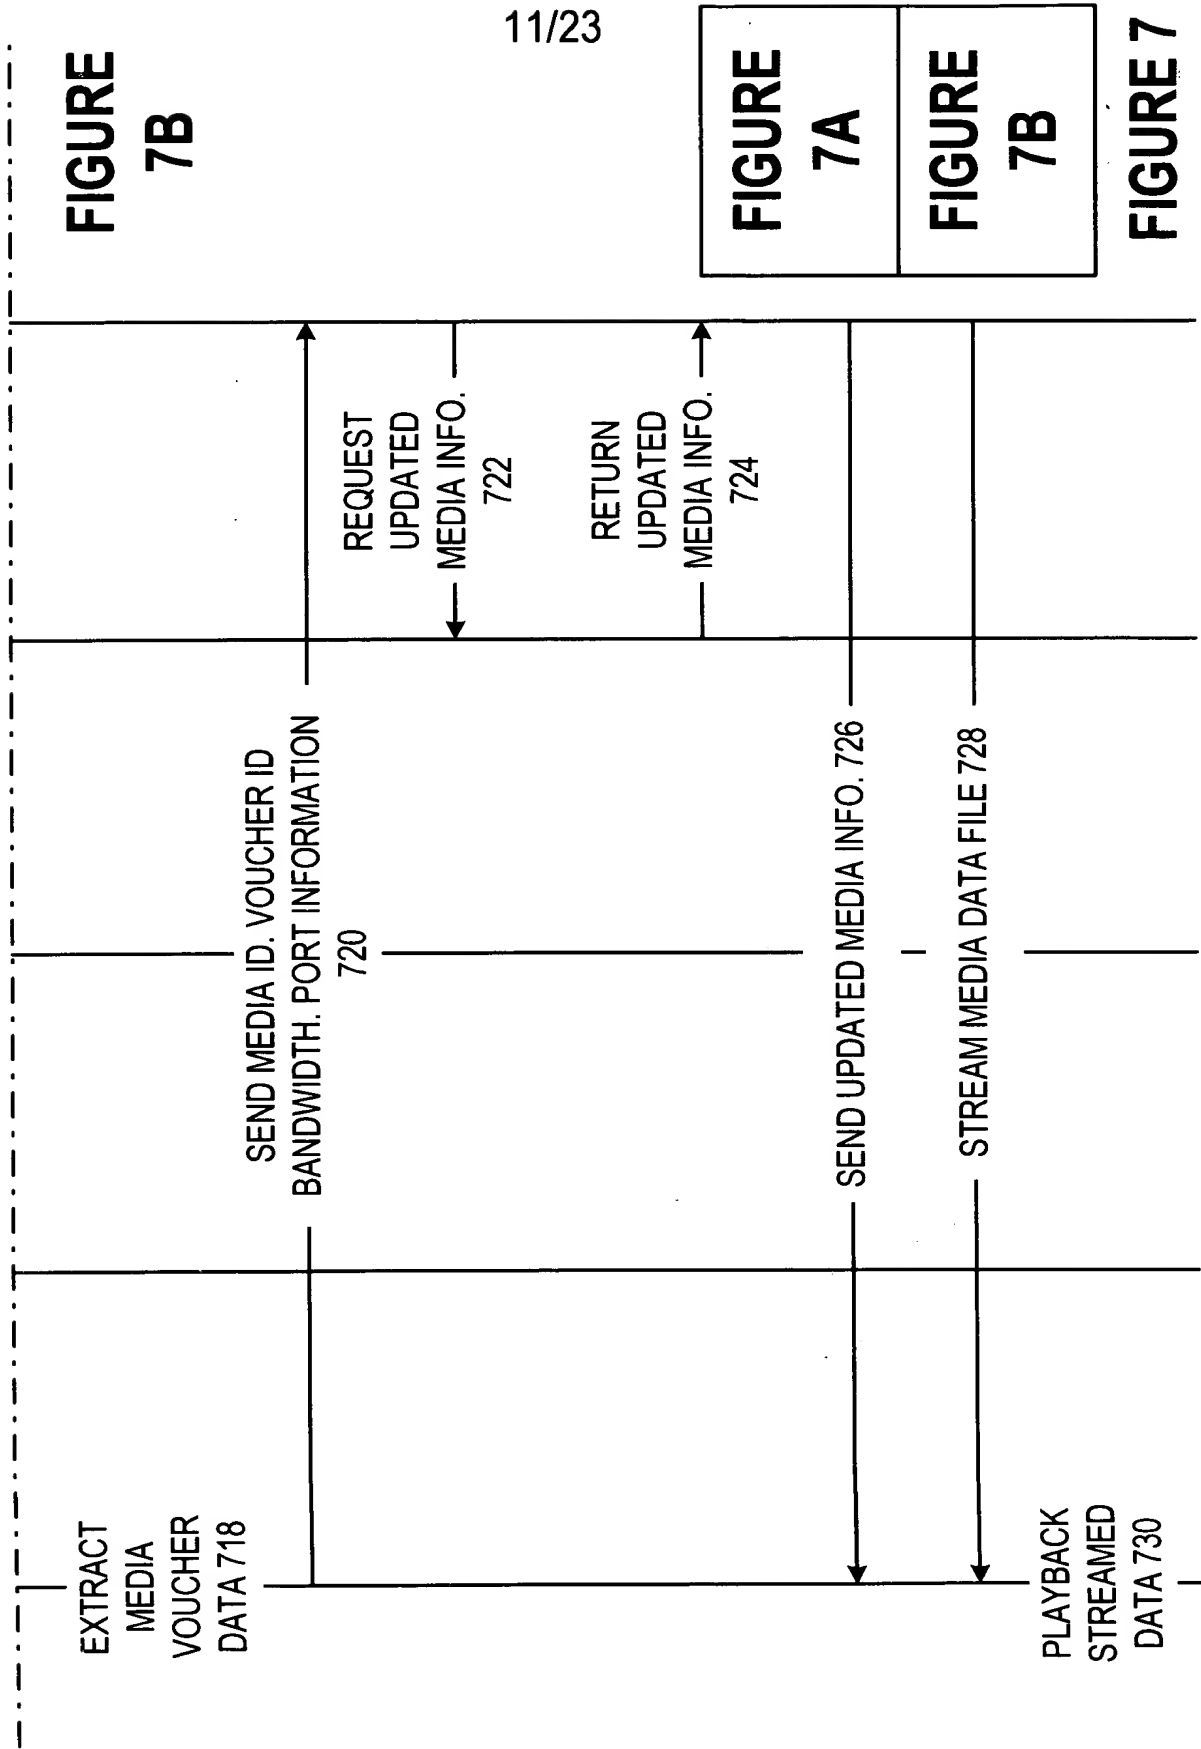 11/23
FIGURE
7B
EXTRACT
MEDIA
VOUCHER
DATA 718
SEND MEDIA ID. VOUCHER ID
BANDWIDTH. PORT INFORMATION
720
REQUEST
UPDATED
MEDIA INFO.
722
RETURN
UPDATED
MEDIA INFO.
724
SEND UPDATED MEDIA INFO. 726
STREAM MEDIA DATA FILE 728
PLAYBACK
STREAMED
DATA 730
FIGURE
7A
FIGURE
7B
FIGURE 7